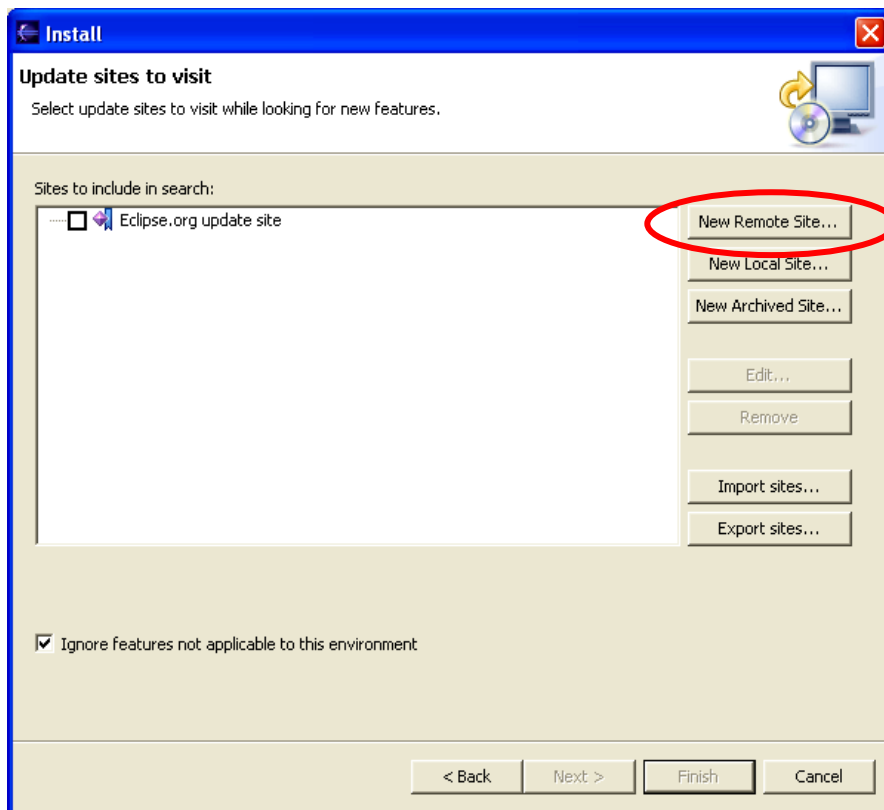 Install
Update sites to visit
Select update sites to visit while looking for new features.
Sites to include in search:
Eclipse.org update site
New Remote Site...
New Local Site...
New Archived Site...
Edit...
Remove
Import sites...
Export sites...
Ignore features not applicable to this environment
< Back
Next >
Finish
Cancel